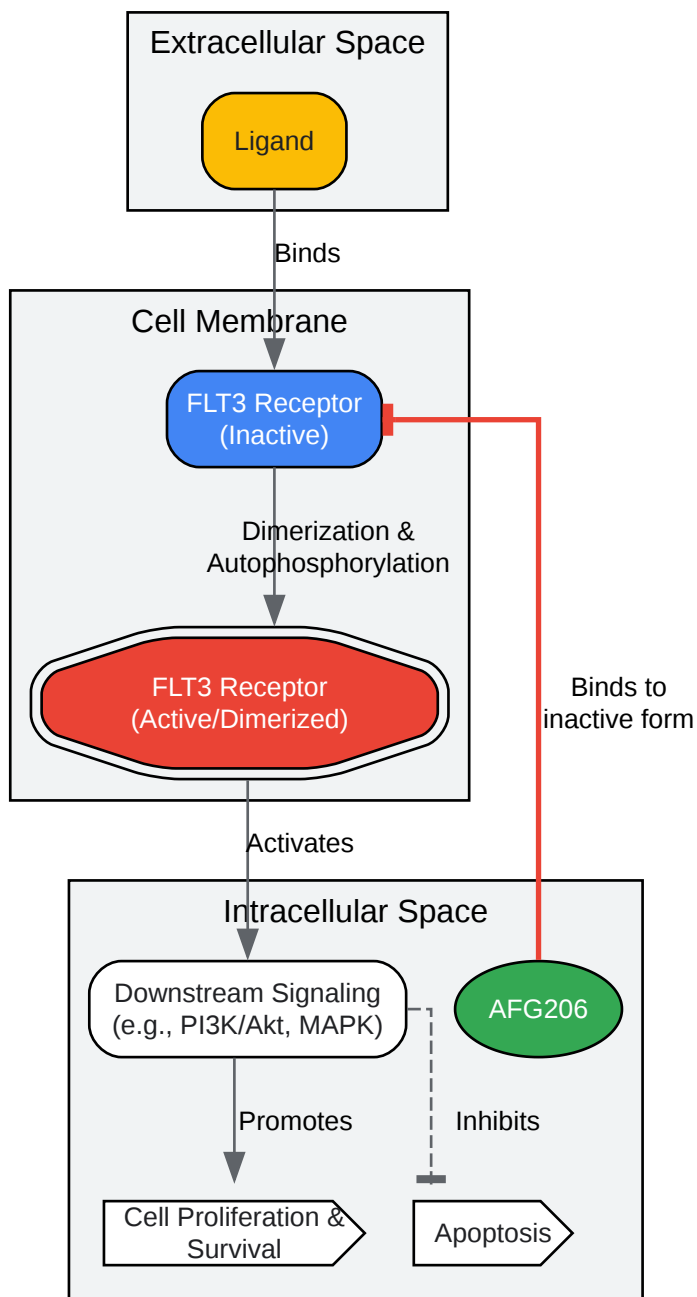 Extracellular Space
Ligand
Binds
Cell Membrane
FLT3 Receptor
(Inactive)
Dimerization &
Autophosphorylation
FLT3 Receptor
(Active/Dimerized)
Binds to
inactive form
Activates
Intracellular Space
Downstream Signaling
(e.g., PI3K/Akt, MAPK)
AFG206
Promotes
Inhibits
Cell Proliferation &
Survival
Apoptosis